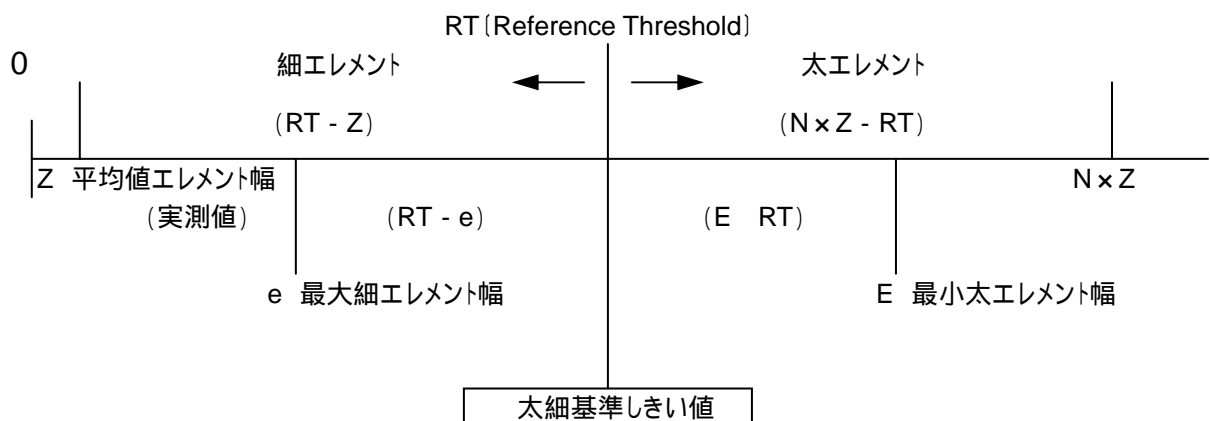 RT〔Reference Threshold〕
0 細エレメント 太エレメント
(RT - Z) (N×Z - RT)
Z 平均値エレメント幅 N×Z
(実測値) (RT - e) (E RT)
e 最大細エレメント幅 E 最小太エレメント幅
太細基準しきい値